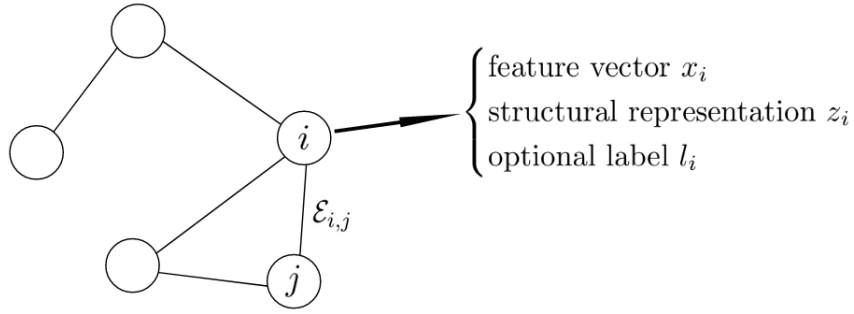 feature vector x_i
structural representation z_i
optional label l_i
i
ℰ_{i,j}
j